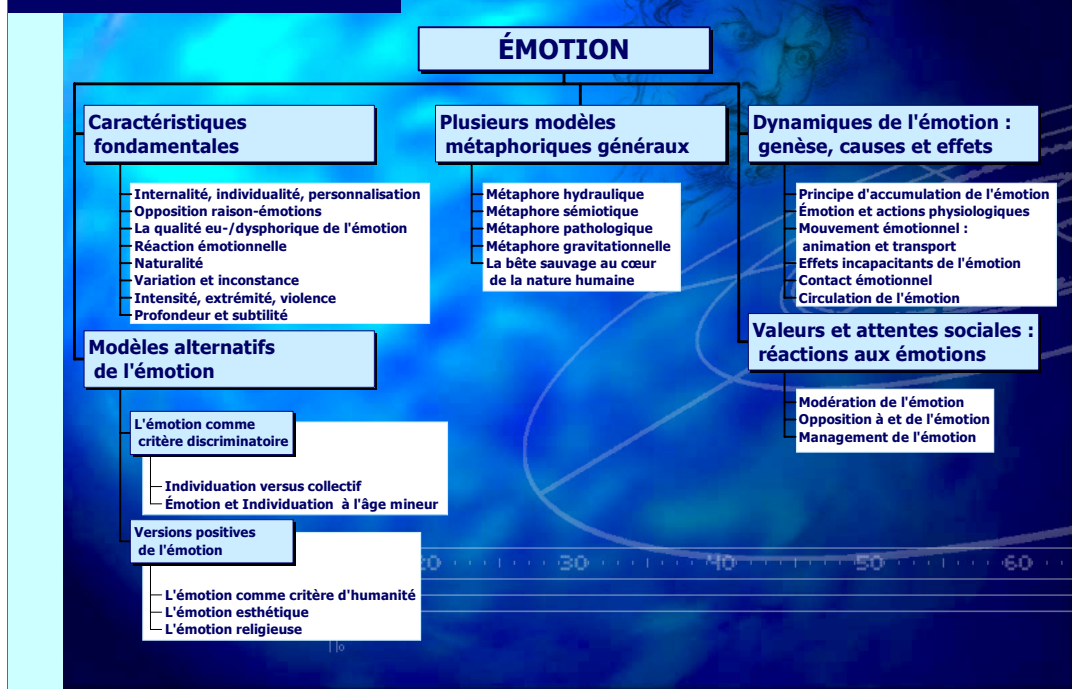 ÉMOTION
Caractéristiques
fondamentales
Internalité, individualité, personnalisation
Opposition raison-émotions
La qualité eu-/dysphorique de l'émotion
Réaction émotionnelle
Naturalité
Variation et inconstance
Intensité, extrémité, violence
Profondeur et subtilité
Modèles alternatifs
de l'émotion
L'émotion comme
critère discriminatoire
Individuation versus collectif
Émotion et Individuation à l'âge mineur
Versions positives
de l'émotion
L'émotion comme critère d'humanité
L'émotion esthétique
L'émotion religieuse
Plusieurs modèles
métaphoriques généraux
Métaphore hydraulique
Métaphore sémiotique
Métaphore pathologique
Métaphore gravitationnelle
La bête sauvage au cœur
de la nature humaine
Dynamiques de l'émotion :
genèse, causes et effets
Principe d'accumulation de l'émotion
Émotion et actions physiologiques
Mouvement émotionnel :
animation et transport
Effets incapacitants de l'émotion
Contact émotionnel
Circulation de l'émotion
Valeurs et attentes sociales :
réactions aux émotions
Modération de l'émotion
Opposition à et de l'émotion
Management de l'émotion
20 30 40 50 60